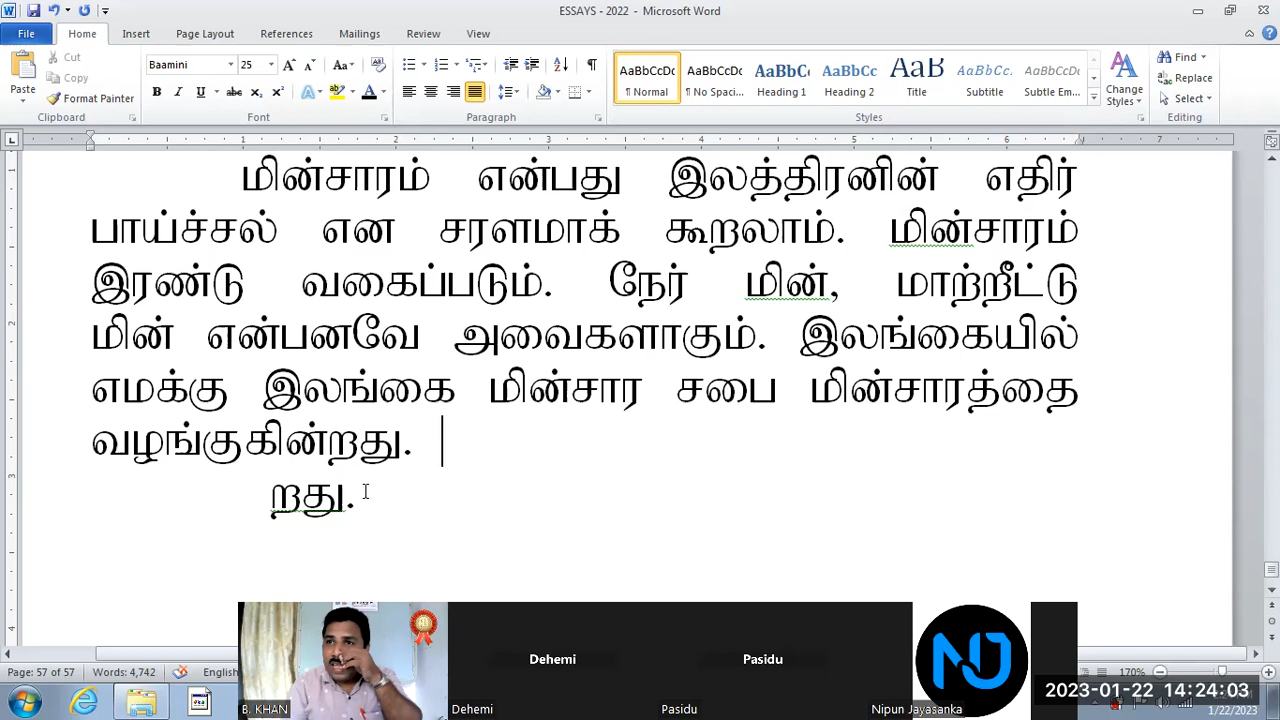 ESSAYS - 2022 - Microsoft Word
File Home Insert Page Layout References Mailings Review View
Cut
Copy
Format Painter
Paste
Clipboard
Baamini 25
Font
Paragraph
AaBbCcDc AaBbCcDc AaBbCc AaBbCc AaB AaBbCcDc AaBbCcDc
¶ Normal ¶ No Spaci... Heading 1 Heading 2 Title Subtitle Subtle Em...
Change Styles
Styles
Find
Replace
Select
Editing
மின்சாரம் என்பது இலத்திரனின் எதிர்
பாய்ச்சல் என சரளமாக் கூறலாம். மின்சாரம்
இரண்டு வகைப்படும். நேர் மின், மாற்றீட்டு
மின் என்பனவே அவைகளாகும். இலங்கையில்
எமக்கு இலங்கை மின்சார சபை மின்சாரத்தை
வழங்குகின்றது.
றது.
B. KHAN
Dehemi
Dehemi
Pasidu
Pasidu
NJ
Nipun Jayasanka
Page: 57 of 57 Words: 4,742 English 170%
2023-01-22 14:24:03
1/22/2023